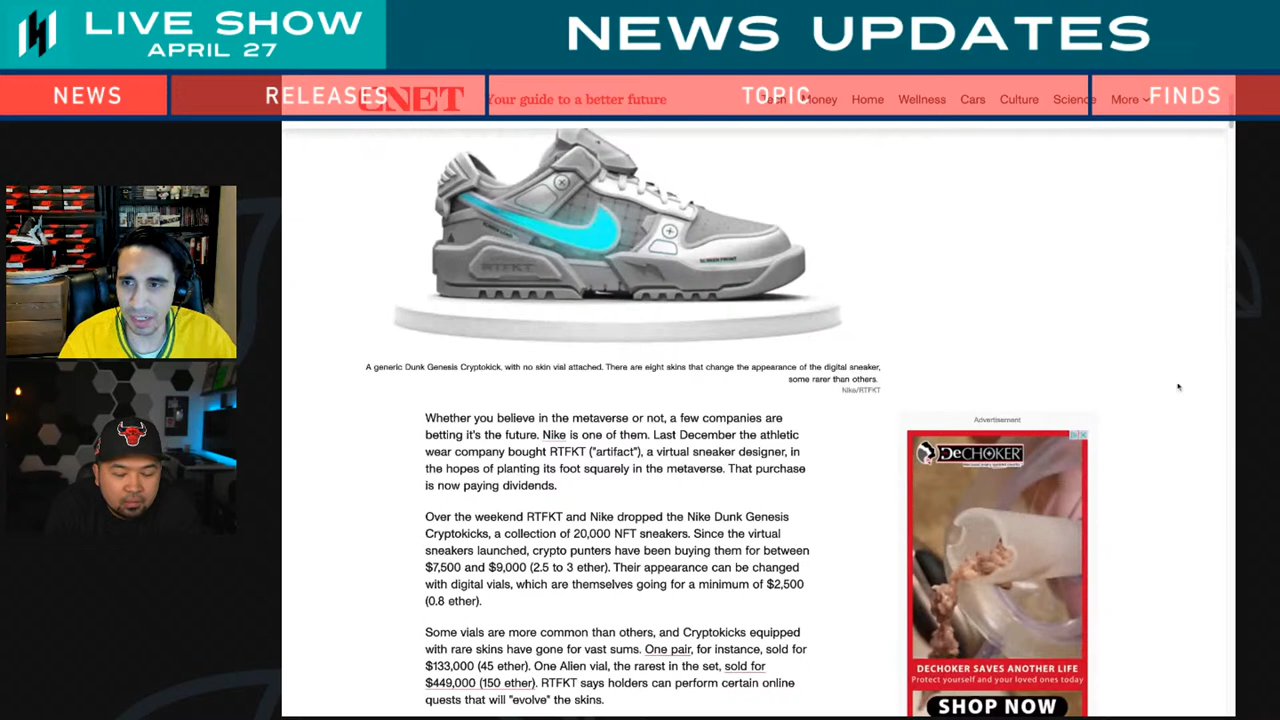 LIVE SHOW
APRIL 27
NEWS UPDATES
NEWS
RELEASES
TOPIC
FINDS
CNET
Your guide to a better future
Tech Money Home Wellness Cars Culture Science More
RTFKT
A generic Dunk Genesis Cryptokick, with no skin vial attached. There are eight skins that change the appearance of the digital sneaker,
some rarer than others.
Nike/RTFKT
Whether you believe in the metaverse or not, a few companies are
betting it's the future. Nike is one of them. Last December the athletic
wear company bought RTFKT ("artifact"), a virtual sneaker designer, in
the hopes of planting its foot squarely in the metaverse. That purchase
is now paying dividends.
Over the weekend RTFKT and Nike dropped the Nike Dunk Genesis
Cryptokicks, a collection of 20,000 NFT sneakers. Since the virtual
sneakers launched, crypto punters have been buying them for between
$7,500 and $9,000 (2.5 to 3 ether). Their appearance can be changed
with digital vials, which are themselves going for a minimum of $2,500
(0.8 ether).
Some vials are more common than others, and Cryptokicks equipped
with rare skins have gone for vast sums. One pair, for instance, sold for
$133,000 (45 ether). One Alien vial, the rarest in the set, sold for
$449,000 (150 ether). RTFKT says holders can perform certain online
quests that will "evolve" the skins.
Advertisement
DECHOKER
DECHOKER SAVES ANOTHER LIFE
Protect yourself and your loved ones today
SHOP NOW